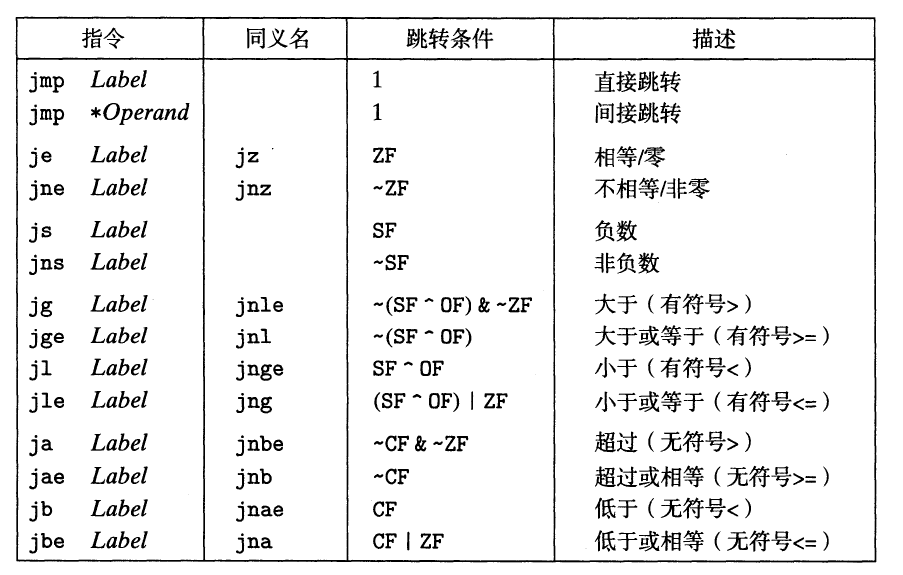 指令 同义名 跳转条件 描述
jmp Label 1 直接跳转
jmp *Operand 1 间接跳转
je Label jz ZF 相等/零
jne Label jnz ~ZF 不相等/非零
js Label SF 负数
jns Label ~SF 非负数
jg Label jnle ~(SF ^ OF) & ~ZF 大于（有符号>）
jge Label jnl ~(SF ^ OF) 大于或等于（有符号>=）
jl Label jnge SF ^ OF 小于（有符号<）
jle Label jng (SF ^ OF) | ZF 小于或等于（有符号<=）
ja Label jnbe ~CF & ~ZF 超过（无符号>）
jae Label jnb ~CF 超过或相等（无符号>=）
jb Label jnae CF 低于（无符号<）
jbe Label jna CF | ZF 低于或相等（无符号<=）